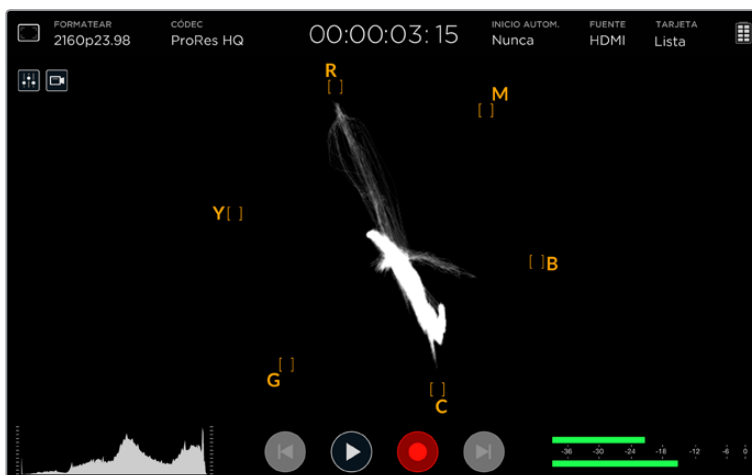 FORMATEAR CÓDEC 00:00:03:15 INICIO AUTOM. FUENTE TARJETA
2160p23.98 ProRes HQ Nunca HDMI Lista
R
M
Y
B
G
C
-36 -30 -24 -18 -12 -6 0